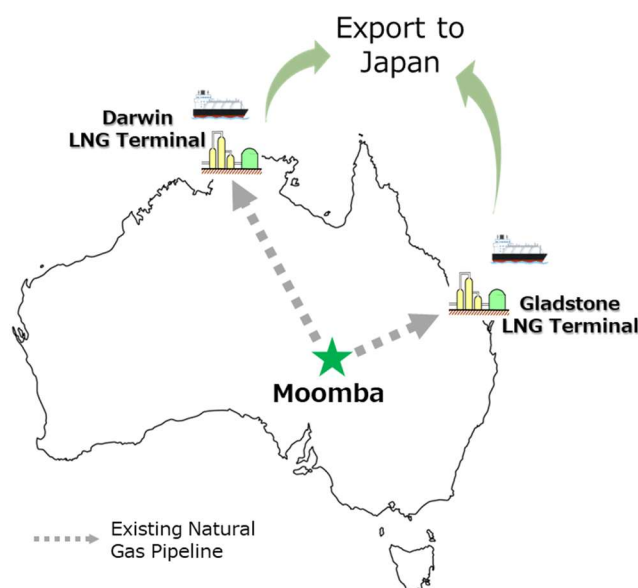 Export to
Japan
Darwin
LNG Terminal
Gladstone
LNG Terminal
Moomba
Existing Natural
Gas Pipeline